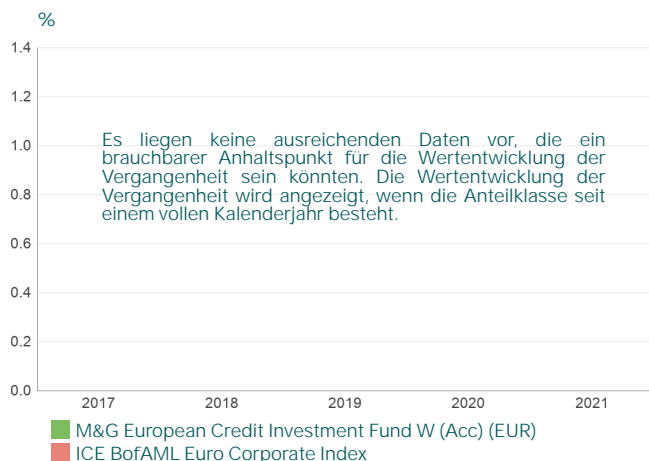 %
1.4
1.2
1.0
0.8
0.6
0.4
0.2
0.0
Es liegen keine ausreichenden Daten vor, die ein
brauchbarer Anhaltspunkt für die Wertentwicklung der
Vergangenheit sein könnten. Die Wertentwicklung der
Vergangenheit wird angezeigt, wenn die Anteilklasse seit
einem vollen Kalenderjahr besteht.
2017 2018 2019 2020 2021
M&G European Credit Investment Fund W (Acc) (EUR)
ICE BofAML Euro Corporate Index